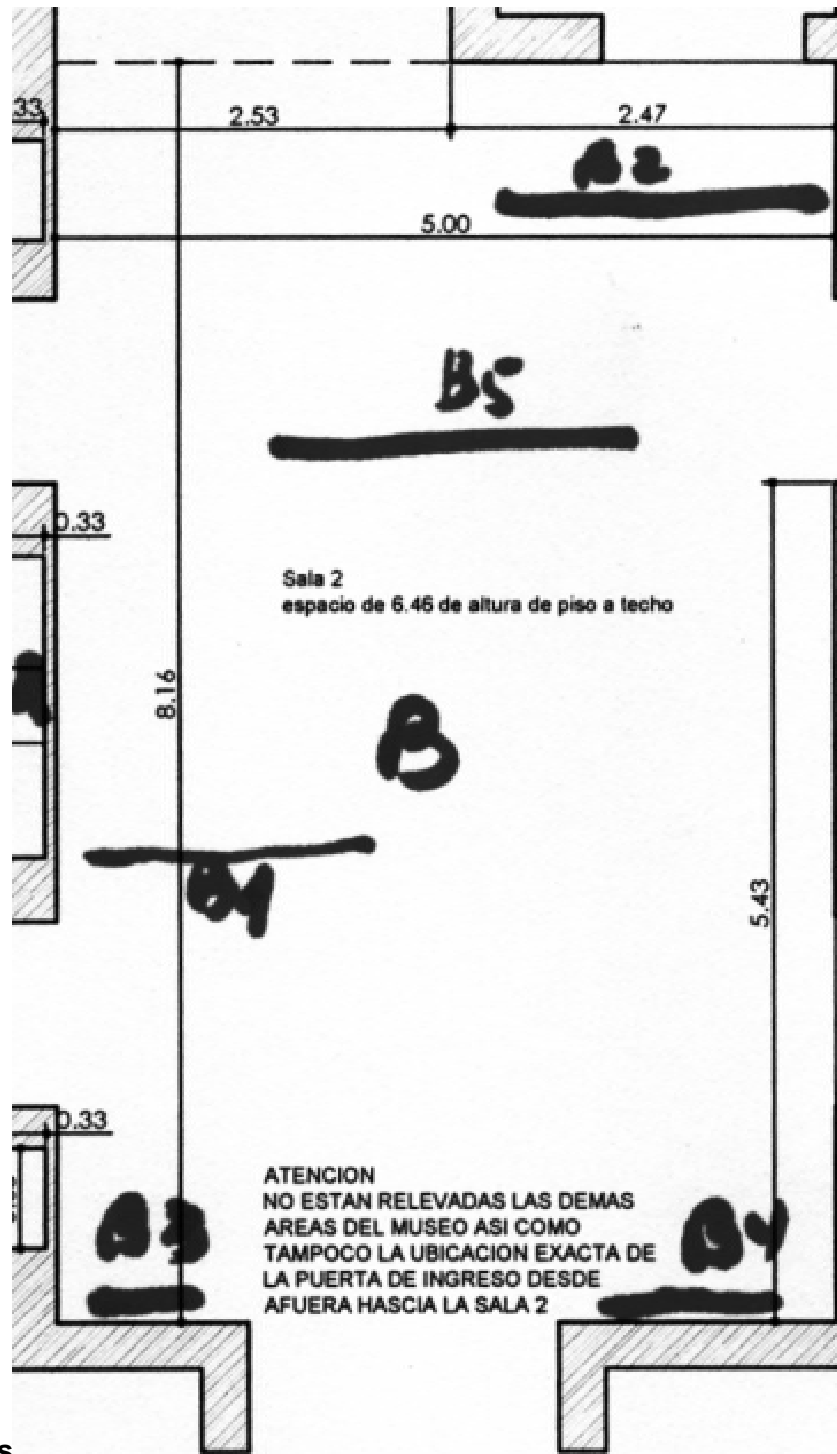 .33
2.53
2.47
B2
5.00
B5
0.33
Sala 2
espacio de 6.46 de altura de piso a techo
8.16
B
B1
5.43
0.33
ATENCION
NO ESTAN RELEVADAS LAS DEMAS
AREAS DEL MUSEO ASI COMO
TAMPOCO LA UBICACION EXACTA DE
LA PUERTA DE INGRESO DESDE
AFUERA HASCIA LA SALA 2
B3
B4
s